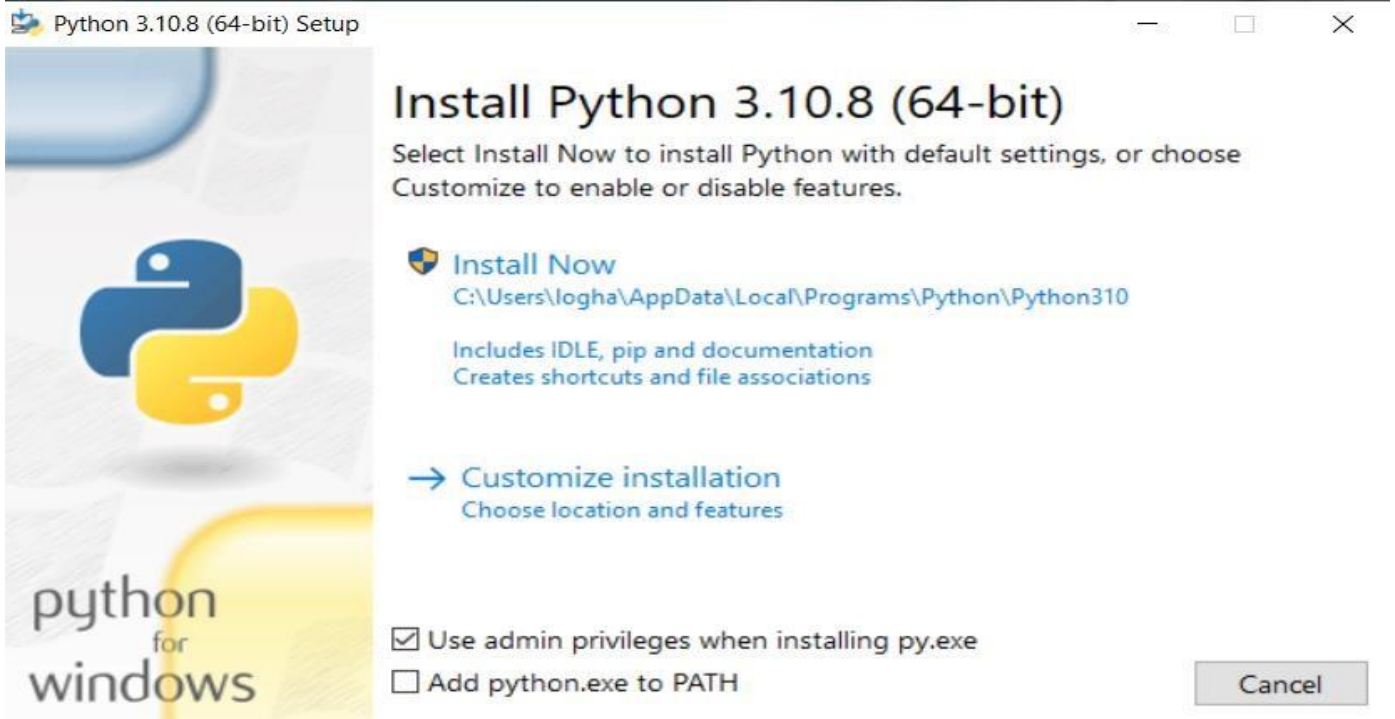 Python 3.10.8 (64-bit) Setup
Install Python 3.10.8 (64-bit)
Select Install Now to install Python with default settings, or choose
Customize to enable or disable features.
Install Now
C:\Users\logha\AppData\Local\Programs\Python\Python310
Includes IDLE, pip and documentation
Creates shortcuts and file associations
Customize installation
Choose location and features
python
for
windows
Use admin privileges when installing py.exe
Add python.exe to PATH
Cancel